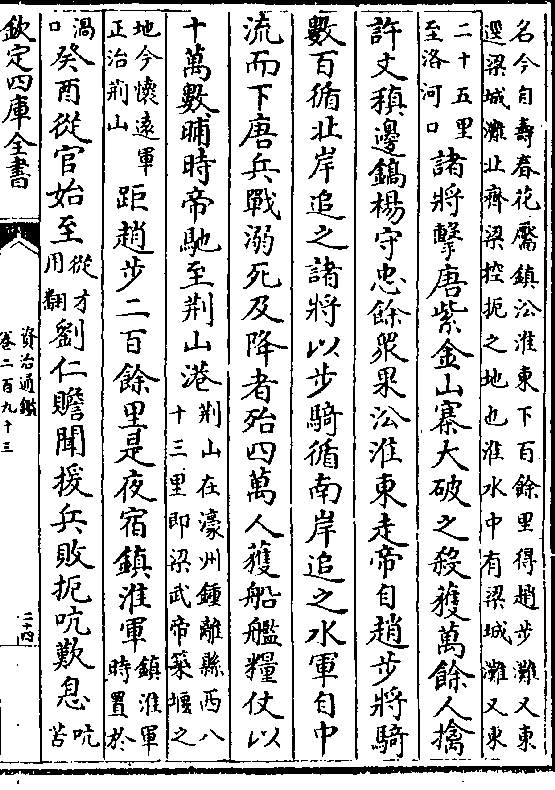 名今自壽春花靨鎮㳂淮東下百餘里得趙步灘又東
逕梁城灘北齊梁控扼之地也淮水中有梁城灘又東
二十五里
至洛河口
諸將擊唐紫金山寨大破之殺獲萬餘人擒
許文稹邊鎬楊守忠餘衆果㳂淮東走帝自趙步將騎
數百循北岸追之諸將以步騎循南岸追之水軍自中
流而下唐兵戰溺死及降者殆四萬人獲船艦糧仗以
十萬數晡時帝馳至荆山港
荆山在濠州鍾離縣西八
十三里即梁武帝築堰之
地今懷遠軍
正治荆山
距趙步二百餘里是夜宿鎮淮軍
鎮淮軍
時置於
渦
口
癸酉從官始至
從才
用翻
劉仁贍聞援兵敗扼吭歎息
吭
苦
欽定四庫全書
資治通鑑
卷二百九十三
二十四